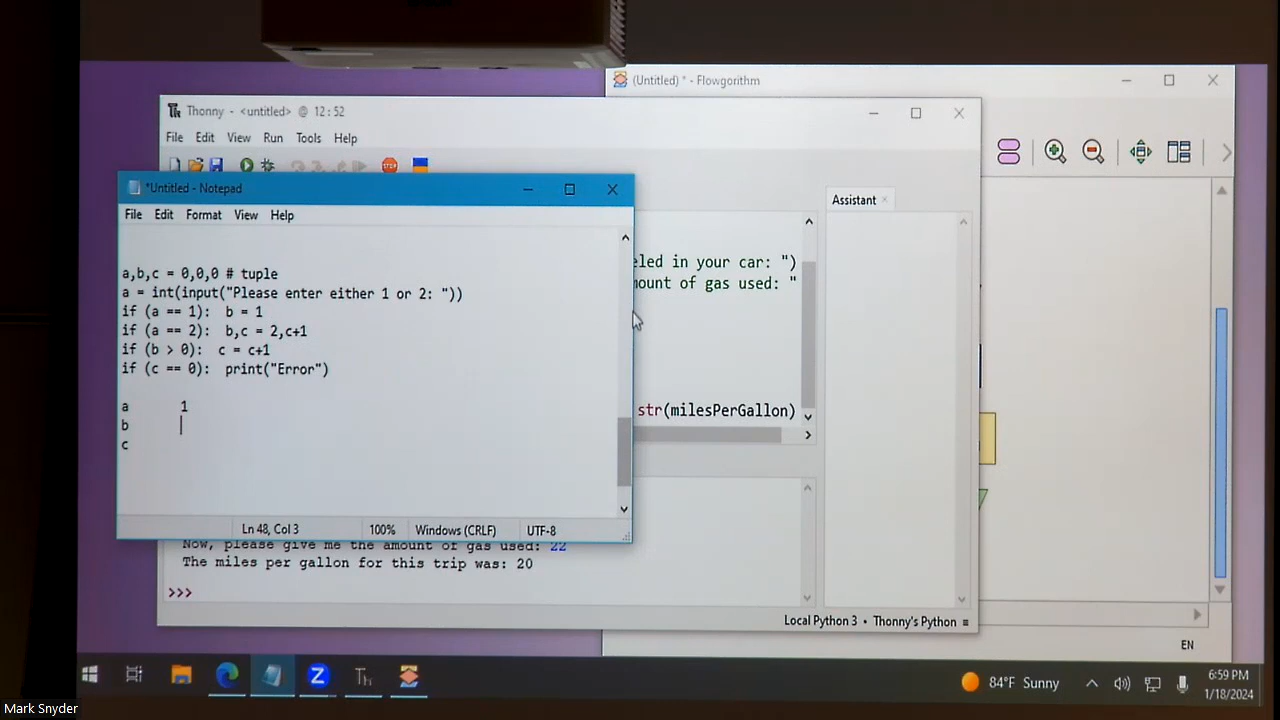 (Untitled) * - Flowgorithm
Thonny - <untitled> @ 12:52
File Edit View Run Tools Help
STOP
*Untitled - Notepad
File Edit Format View Help
Assistant
a,b,c = 0,0,0 # tuple
a = int(input("Please enter either 1 or 2: "))
if (a == 1):  b = 1
if (a == 2):  b,c = 2,c+1
if (b > 0):  c = c+1
if (c == 0):  print("Error")
a 1
b
c
Ln 48, Col 3 100% Windows (CRLF) UTF-8
eled in your car: ")
mount of gas used: "
str(milesPerGallon)
Now, please give me the amount of gas used: 22
The miles per gallon for this trip was: 20
>>>
Local Python 3 • Thonny's Python ≡
EN
Th
84°F Sunny
6:59 PM
1/18/2024
Mark Snyder